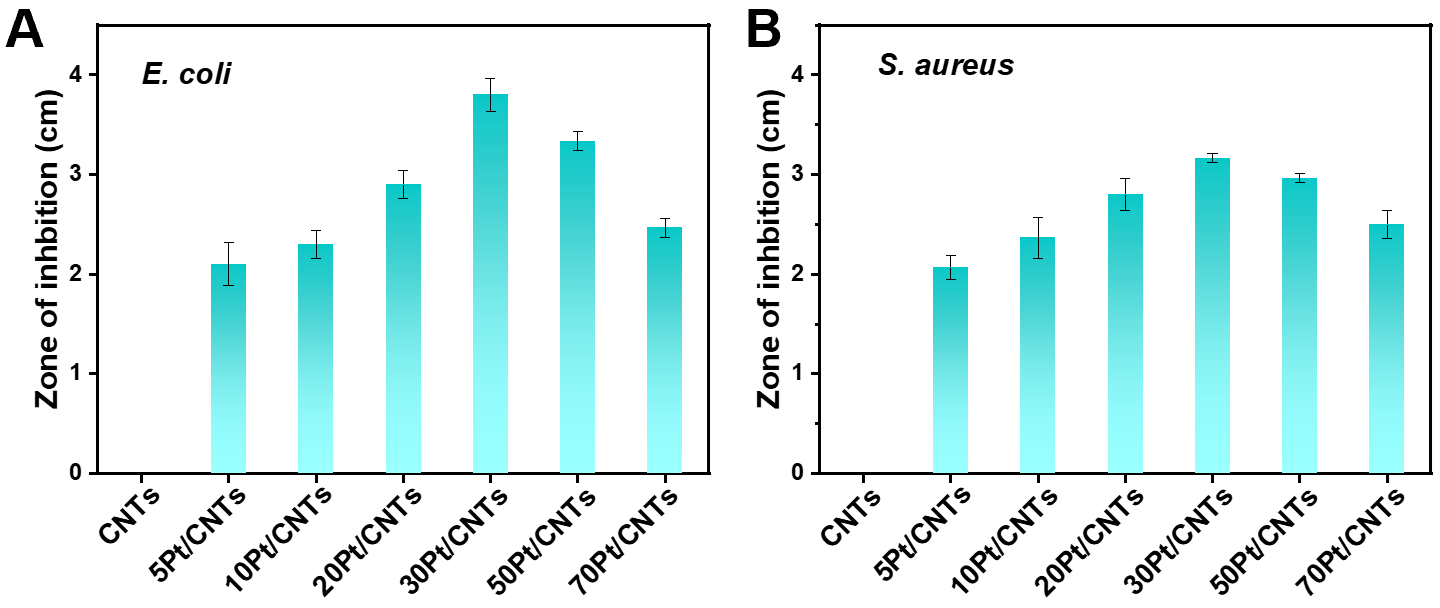 A
E. coli
Zone of inhbition (cm)
4
3
2
1
0
CNTs
5Pt/CNTs
10Pt/CNTs
20Pt/CNTs
30Pt/CNTs
50Pt/CNTs
70Pt/CNTs
B
S. aureus
Zone of inhbition (cm)
4
3
2
1
0
CNTs
5Pt/CNTs
10Pt/CNTs
20Pt/CNTs
30Pt/CNTs
50Pt/CNTs
70Pt/CNTs